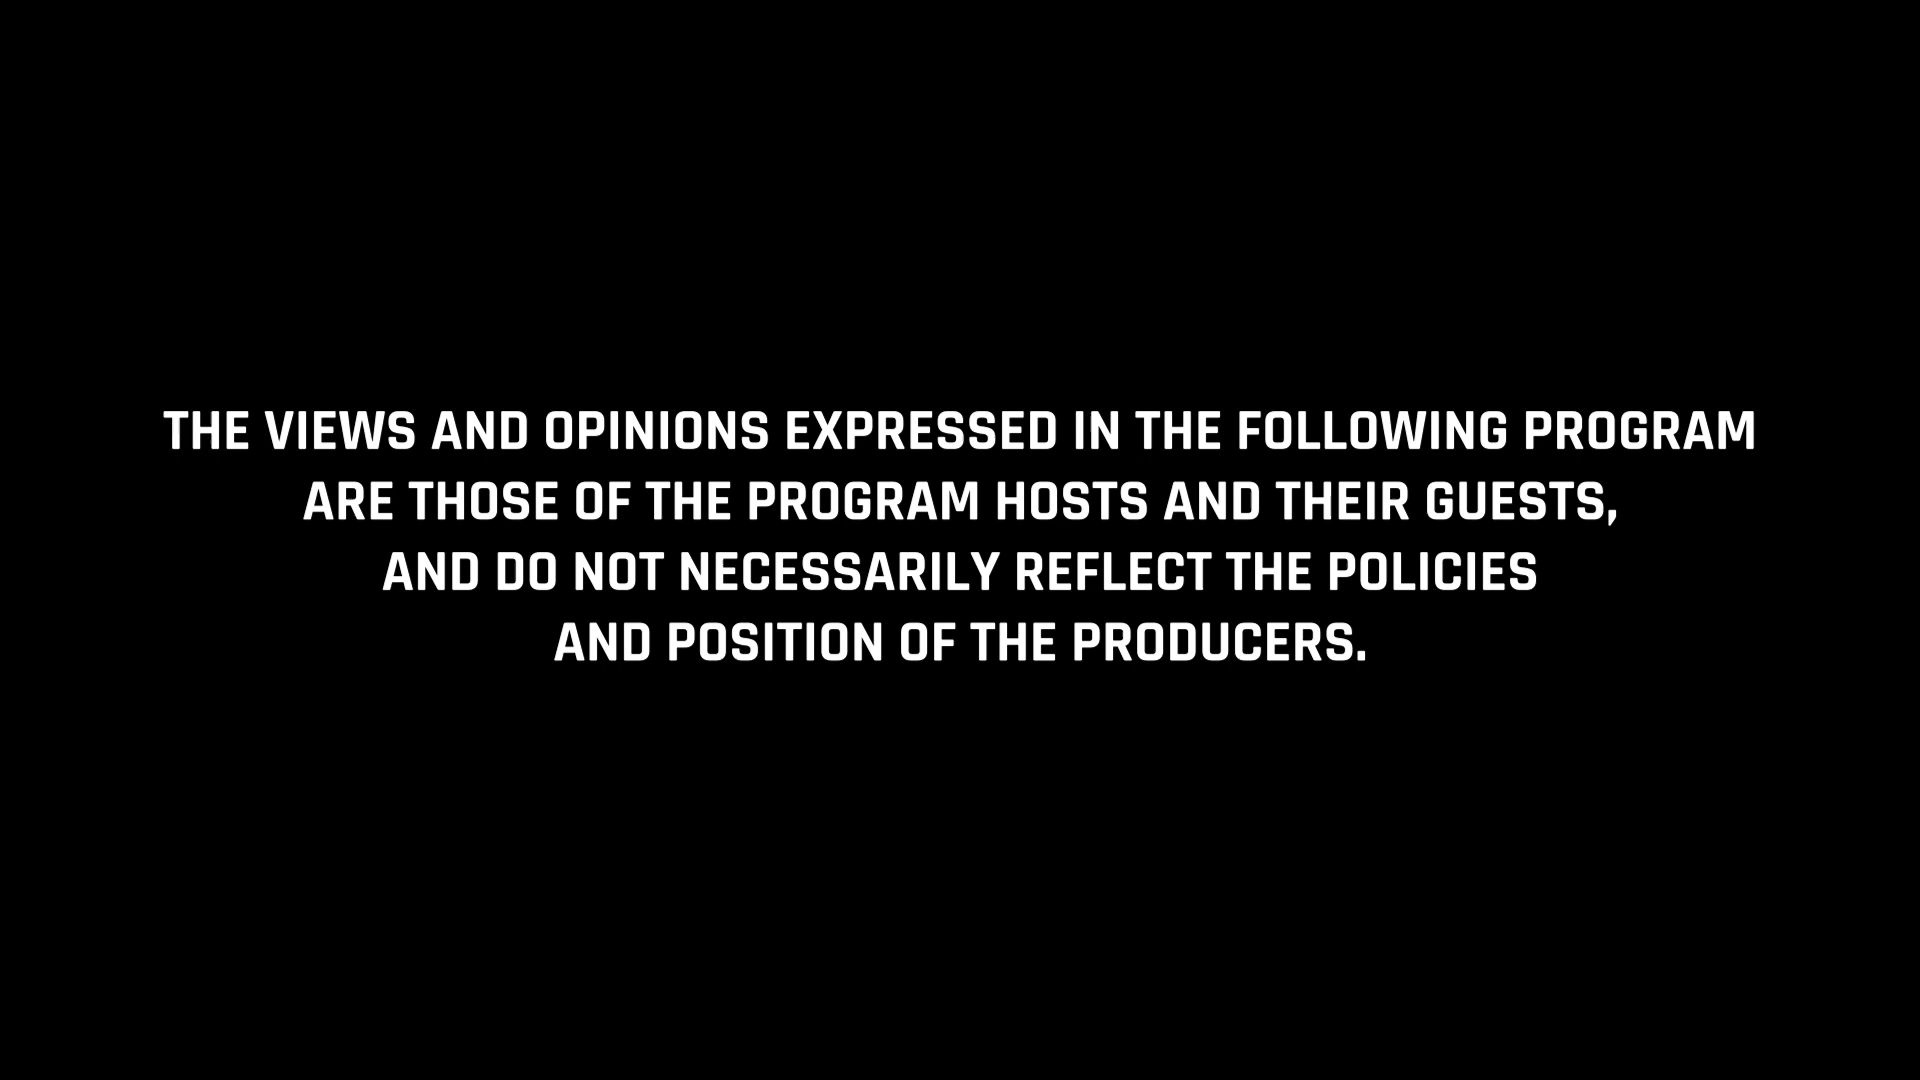 THE VIEWS AND OPINIONS EXPRESSED IN THE FOLLOWING PROGRAM
ARE THOSE OF THE PROGRAM HOSTS AND THEIR GUESTS,
AND DO NOT NECESSARILY REFLECT THE POLICIES
AND POSITION OF THE PRODUCERS.